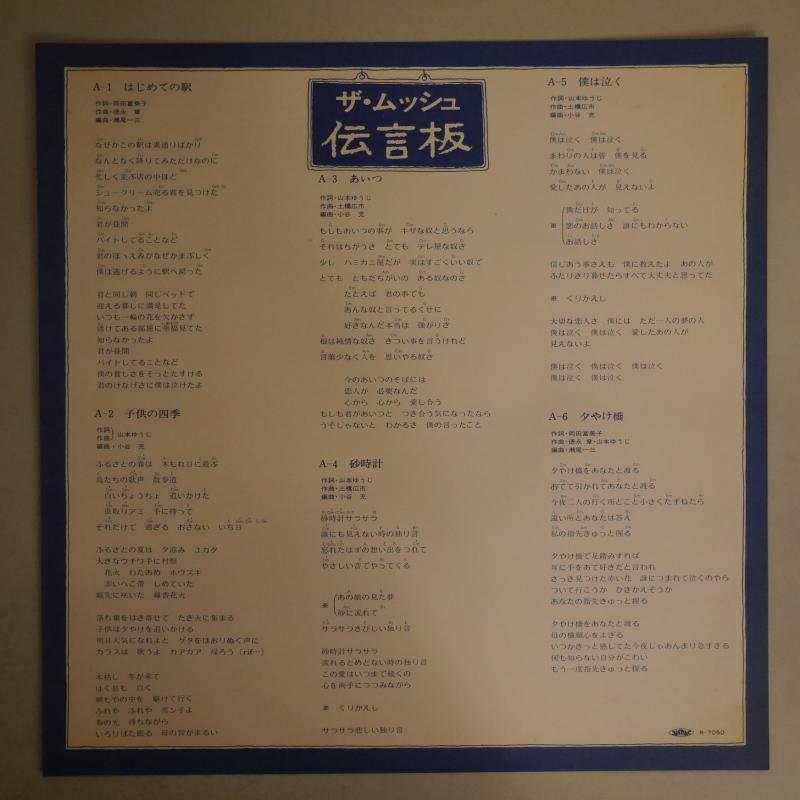 A-1 はじめての駅
作詞・岡田冨美子
作曲・徳永 章
編曲・瀬尾一三
なぜかこの駅は素通りばかり
なんとなく降りてみただけなのに
忙しく並ぶ店の中ほど
シュークリーム売る君を見つけた
知らなかったよ
君が昼間
バイトしてることなど
君のほゝえみがなぜかまぶしく
僕は逃げるように駅へ戻った
君と同じ朝 同じベッドで
迎える暮しに満足してた
いつも一輪の花を欠かさず
活けてある部屋に幸福見てた
知らなかったよ
君が昼間
バイトしてることなど
僕の貧しさをそっとたすける
君のけなげさに僕は泣けたよ
A-2 子供の四季
作詞
作曲
山本ゆうじ
編曲・小谷 充
ふるさとの春は 木もれ日に遊ぶ
鳥たちの歌声 散歩道
白いちょうちょ 追いかけた
虫取りアミ 手に持って
それだけで 過ぎる おさない いち日
ふるさとの夏は 夕涼み ユカタ
大きなウチワ片手に村祭
花火 わたあめ ホウズキ
赤いヘこ帯 しめていた
庭先に咲いた 線香花火
落ち葉をはき寄せて たき火に集まる
子供は夕やけを追いかける
明日天気になれよと ゲタをほおりぬぐ声に
カラスは 歌うよ カアカア 帰ろう (rif…)
木枯し 冬が来て
はく息も 白く
朝もやの中を 駆けて行く
ふれや ふれや 雪ン子よ
春の光 待ちながら
いろりばた眠る 母の背がまるい
ザ・ムッシュ
伝言板
A-3 あいつ
作詞・山本ゆうじ
作曲・土橋広市
編曲・小谷 充
もしもあいつの事が キザな奴と思うなら
それはちがうさ とても テレ屋な奴さ
少し ハミカニ屋だが 実はすごくいい奴で
とても ともだちがいの ある奴なのさ
たとえば 君の事でも
あんな奴と言ってるくせに
好きなんだ本当は 強がりさ
根は純情な奴さ きつい事を言うけれど
言葉少なく人を 思いやる奴さ
今のあいつのそばには
恋人が 必要なんだ
心から 心から 愛し合う
もしも君があいつと つき合う気になったなら
うそじゃないと わかるさ 僕の言ったこと
A-4 砂時計
作詞・山本ゆうじ
作曲・土橋広市
編曲・小谷 充
砂時計サラサラ
誰にも見えない時の独り言
忘れたはずの想い出をつれて
やさしい音でやってくる
※
あの娘の見た夢
砂に流れて
サラサラさびしい独り言
砂時計サラサラ
流れるとめどない時の独り言
この愛はいつまで続くの
心を両手につつみながら
※ くりかえし
サラサラ悲しい独り言
A-5 僕は泣く
作詞・山本ゆうじ
作曲・土橋広市
編曲・小谷 充
僕は泣く 僕は泣く
まわりの人は皆 僕を見る
かまわない 僕は泣く
愛したあの人が 見えないよ
※
僕だけが 知ってる
恋のお話しさ 誰にもわからない
お話しさ
信じあう事さえも 僕に教えたよ あの人が
ふたりきり暮せたらすべて大丈夫と思ってた
※ くりかえし
大切な恋人さ 僕には ただ一人の夢の人
僕は泣く 僕は泣く 愛したあの人が
見えないよ
僕は泣く 僕は泣く 僕は泣く
僕は泣く 僕は泣く
A-6 夕やけ橋
作詞・岡田冨美子
作曲・徳永 章・山本ゆうじ
編曲・瀬尾一三
夕やけ橋をあなたと渡る
おてて引かれてあなたと渡る
今夜二人の行く所どこと小さくたずねたら
遠い所とあなたは答え
私の指先きゅっと握る
夕やけ橋で足踏みすれば
耳に手をあて好きだと言われ
さっき見つけた赤い花 誰につまれて泣くのやら
ついて行こうか ひきかえそうか
あなたの指先きゅっと握る
夕やけ橋をあなたと渡る
母の横顔心をよぎる
いつかきっと感じてた今夜じゃあんまり急すぎる
何も知らない自分がこわい
もう一度指先きゅっと握る
R-7050